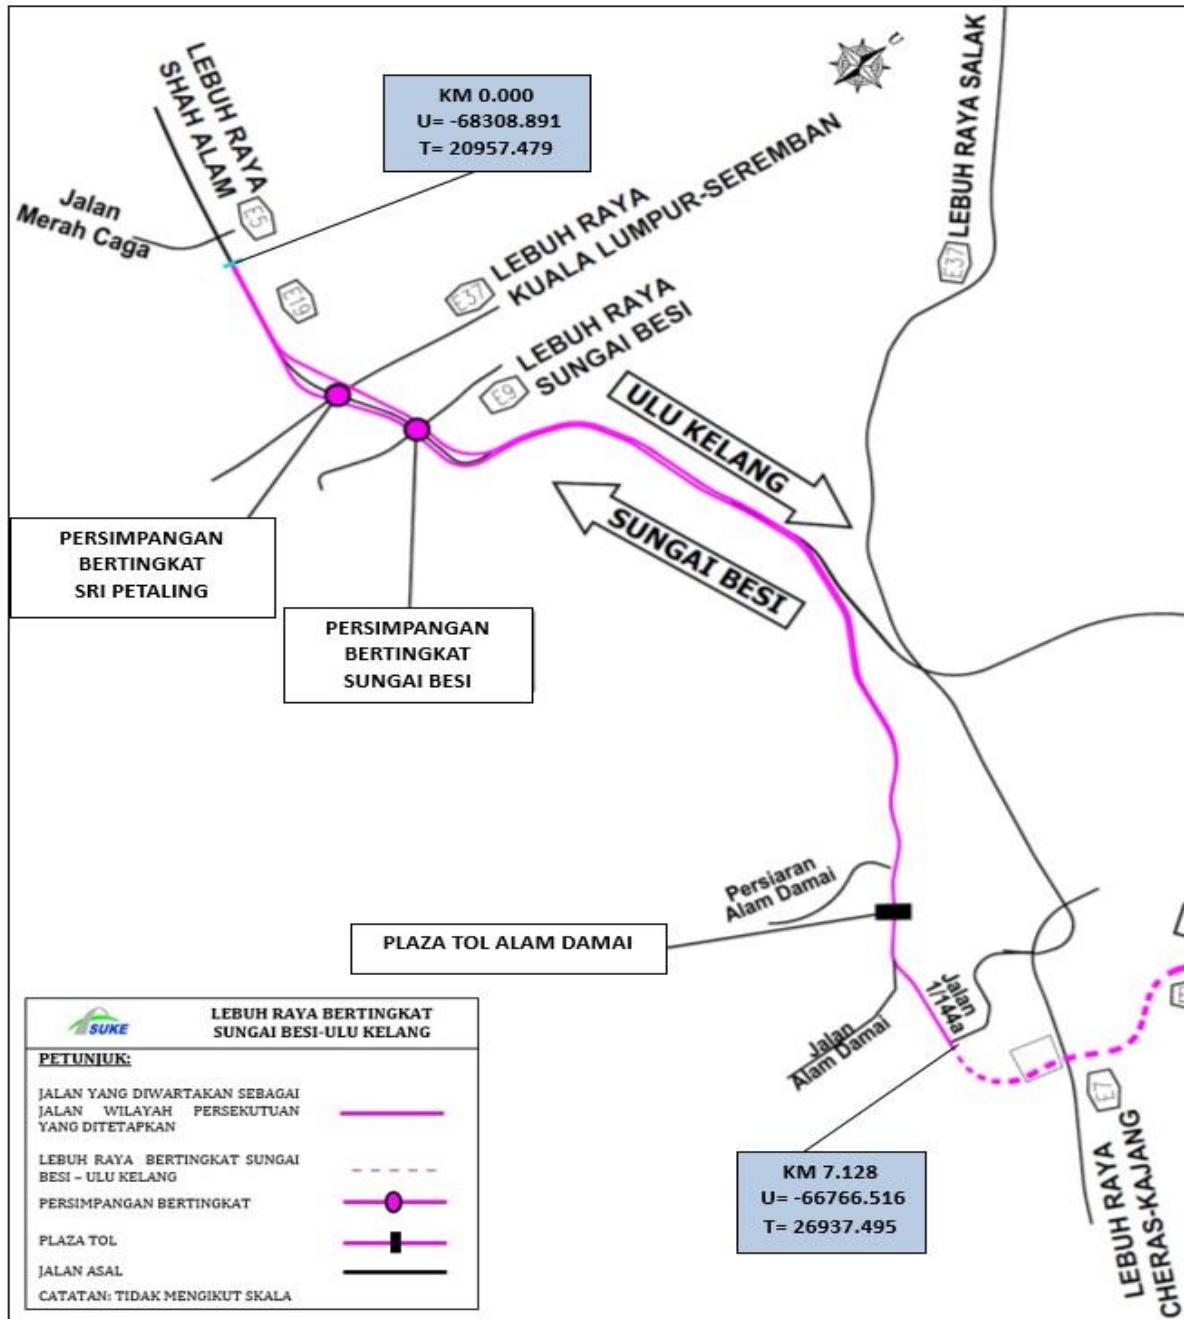 LEBUH RAYA
SHAH ALAM
E5
U
KM 0.000
U= -68308.891
T= 20957.479
Jalan
Merah Caga
E19
E37
LEBUH RAYA
KUALA LUMPUR-SEREMBAN
E9
LEBUH RAYA
SUNGAI BESI
E37
LEBUH RAYA SALAK
ULU KELANG
SUNGAI BESI
PERSIMPANGAN
BERTINGKAT
SRI PETALING
PERSIMPANGAN
BERTINGKAT
SUNGAI BESI
Persiaran
Alam Damai
PLAZA TOL ALAM DAMAI
Jalan
1/144a
Jalan
Alam Damai
E7
LEBUH RAYA
CHERAS-KAJANG
KM 7.128
U= -66766.516
T= 26937.495
SUKE
LEBUH RAYA BERTINGKAT
SUNGAI BESI-ULU KELANG
PETUNJUK:
JALAN YANG DIWARTAKAN SEBAGAI
JALAN WILAYAH PERSEKUTUAN
YANG DITETAPKAN
LEBUH RAYA BERTINGKAT SUNGAI
BESI – ULU KELANG
PERSIMPANGAN BERTINGKAT
PLAZA TOL
JALAN ASAL
CATATAN: TIDAK MENGIKUT SKALA